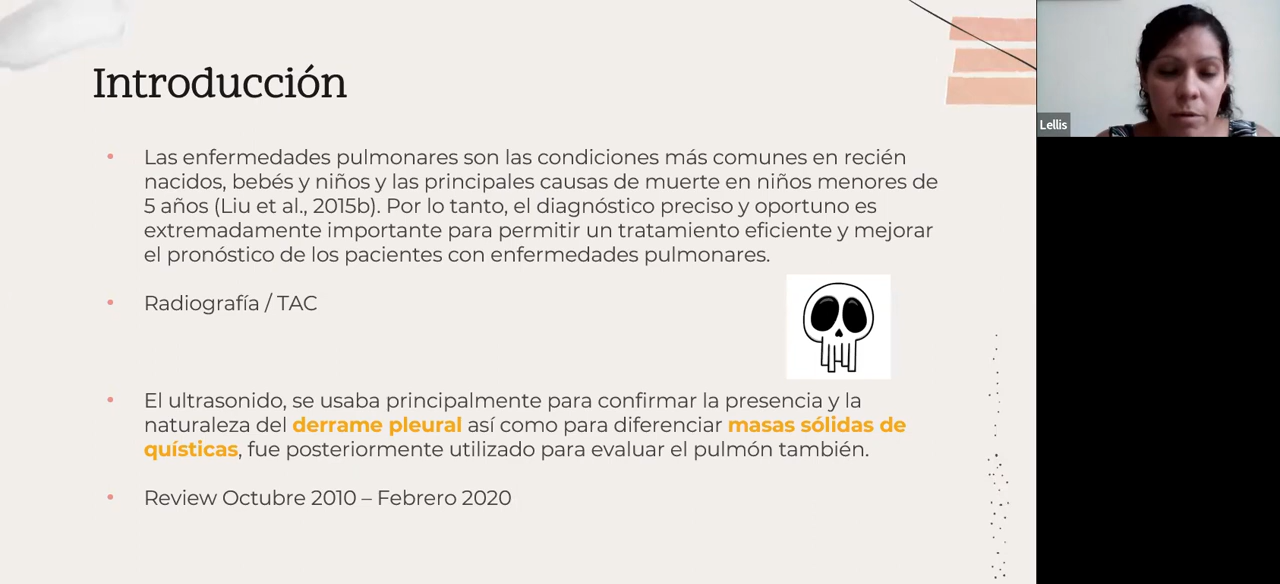 Introducción
Las enfermedades pulmonares son las condiciones más comunes en recién
nacidos, bebés y niños y las principales causas de muerte en niños menores de
5 años (Liu et al., 2015b). Por lo tanto, el diagnóstico preciso y oportuno es
extremadamente importante para permitir un tratamiento eficiente y mejorar
el pronóstico de los pacientes con enfermedades pulmonares.
Radiografía / TAC
El ultrasonido, se usaba principalmente para confirmar la presencia y la
naturaleza del derrame pleural así como para diferenciar masas sólidas de
quísticas, fue posteriormente utilizado para evaluar el pulmón también.
Review Octubre 2010 – Febrero 2020
Lellis